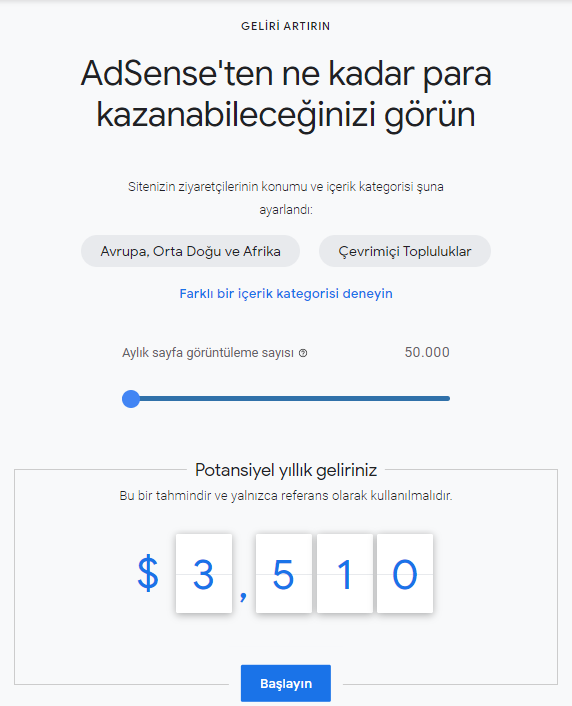 GELİRİ ARTIRIN
AdSense'ten ne kadar para
kazanabileceğinizi görün
Sitenizin ziyaretçilerinin konumu ve içerik kategorisi şuna
ayarlandı:
Avrupa, Orta Doğu ve Afrika
Çevrimiçi Topluluklar
Farklı bir içerik kategorisi deneyin
Aylık sayfa görüntüleme sayısı
50.000
Potansiyel yıllık geliriniz
Bu bir tahmindir ve yalnızca referans olarak kullanılmalıdır.
$ 3,510
Başlayın